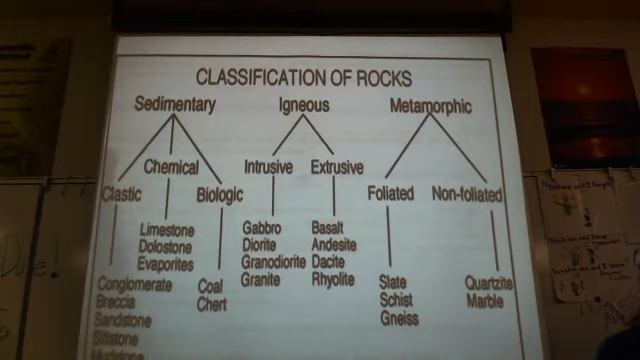 CLASSIFICATION OF ROCKS
Sedimentary Igneous Metamorphic
Chemical Intrusive Extrusive
Clastic Biologic Foliated Non-foliated
Limestone Gabbro Basalt
Dolostone Diorite Andesite
Evaporites Granodiorite Dacite
Granite Rhyolite
Conglomerate Coal Slate Quartzite
Breccia Chert Schist Marble
Sandstone Gneiss
Siltstone
Mudstone